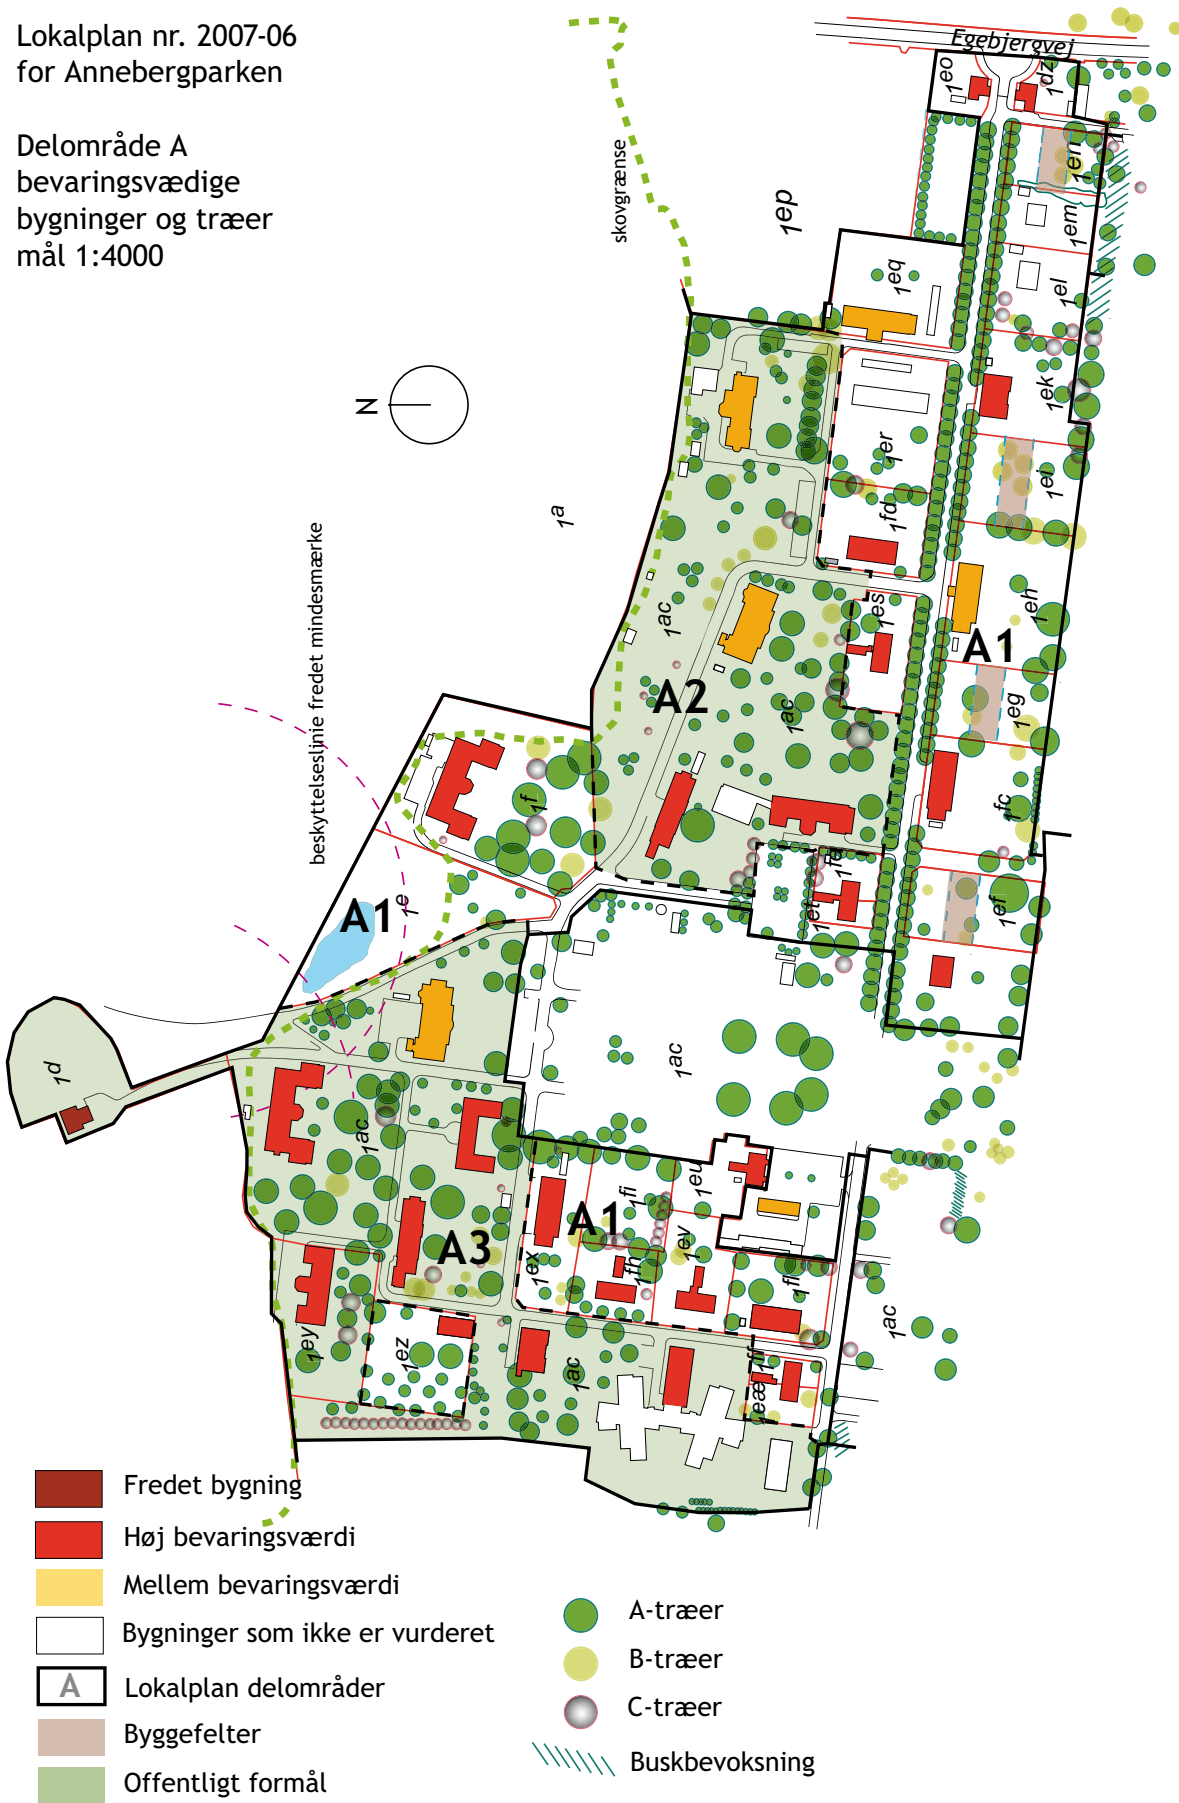 Lokalplan nr. 2007-06
for Annebergparken
Delområde A
bevaringsvædige
bygninger og træer
mål 1:4000
Egebjergvej
1eo
1dz
1en
skovgrænse
1ep
1em
1eq
1el
N
1ek
1er
1ei
1a
1fd
beskyttelseslinie fredet mindesmærke
1ac
1es
1eh
A1
A2
1ac
1eg
1f
1fc
1fe
A1
1e
1et
1ef
1d
1ac
1ac
1fi
1eu
A1
A3
1ex
1fh
1ev
1fl
1ac
1ey
1ez
1ac
1eæ
1ff
Fredet bygning
Høj bevaringsværdi
Mellem bevaringsværdi
Bygninger som ikke er vurderet
A
Lokalplan delområder
Byggefelter
Offentligt formål
A-træer
B-træer
C-træer
Buskbevoksning